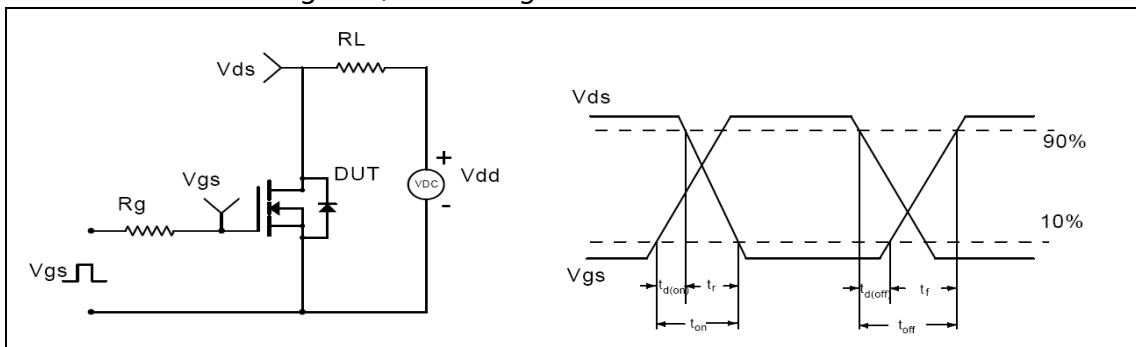 RL
Vds
Vgs
DUT
+
VDC
Vdd
-
Rg
Vgs
Vds
90%
10%
Vgs
td(on)
tr
td(off)
tf
ton
toff